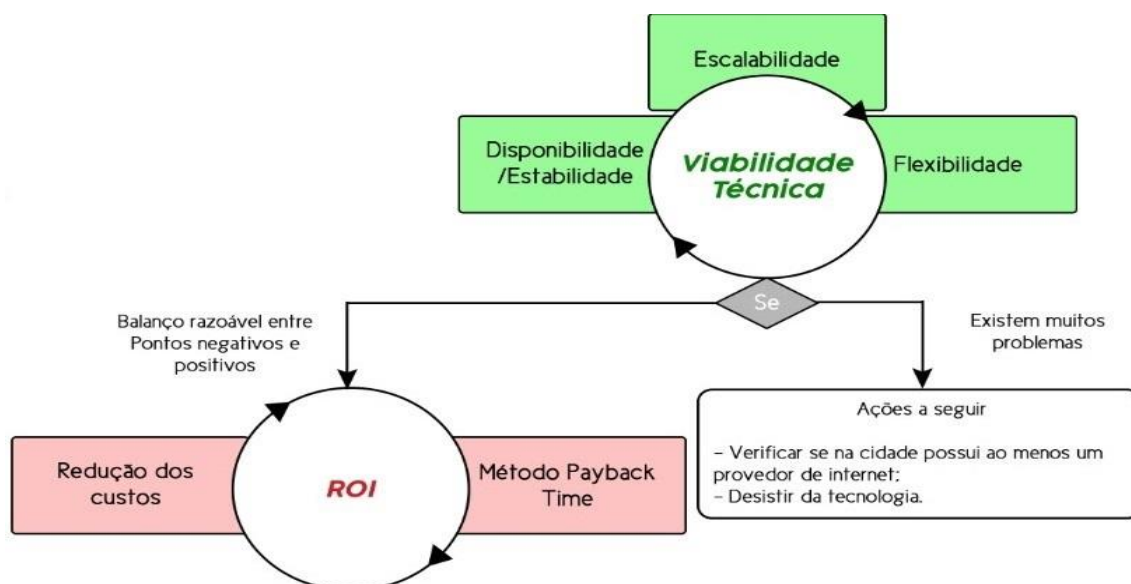 Escalabilidade
Disponibilidade
/Estabilidade
Viabilidade
Técnica
Flexibilidade
Se
Balanço razoável entre
Pontos negativos e
positivos
Existem muitos
problemas
Ações a seguir
- Verificar se na cidade possui ao menos um
provedor de internet;
- Desistir da tecnologia.
Redução dos
custos
ROI
Método Payback
Time